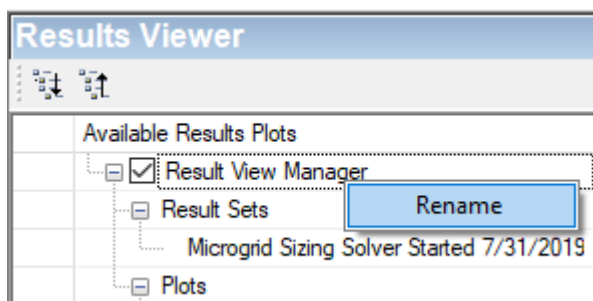 Results Viewer
Available Results Plots
Result View Manager
Rename
Result Sets
Microgrid Sizing Solver Started 7/31/2019
Plots